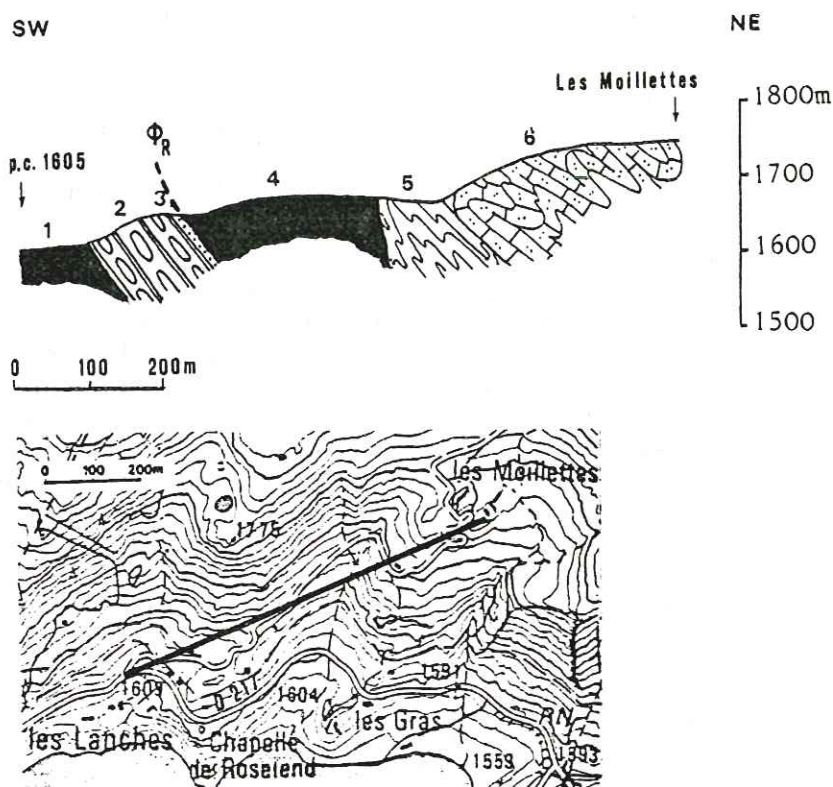 SW
NE
Les Moillettes
1800m
6
Φ
R
p.c. 1605
4
1700
3
5
2
1
1600
1500
0 100 200m
0 100 200m
les Moillettes
1775
1609
D 217
1604
1591
les Gras
RN
les Lanches
Chapelle
de Roselend
1559
1593